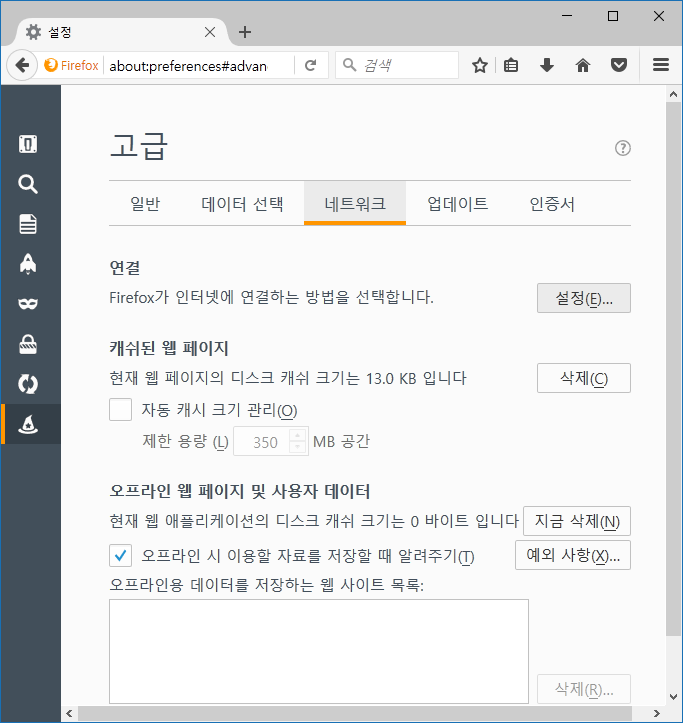 설정
Firefox about:preferences#advan 검색
고급
일반 데이터 선택 네트워크 업데이트 인증서
연결
Firefox가 인터넷에 연결하는 방법을 선택합니다. 설정(E)...
캐쉬된 웹 페이지
현재 웹 페이지의 디스크 캐쉬 크기는 13.0 KB 입니다 삭제(C)
자동 캐시 크기 관리(O)
제한 용량 (L) 350 MB 공간
오프라인 웹 페이지 및 사용자 데이터
현재 웹 애플리케이션의 디스크 캐쉬 크기는 0 바이트 입니다 지금 삭제(N)
오프라인 시 이용할 자료를 저장할 때 알려주기(T) 예외 사항(X)...
오프라인용 데이터를 저장하는 웹 사이트 목록:
삭제(R)...